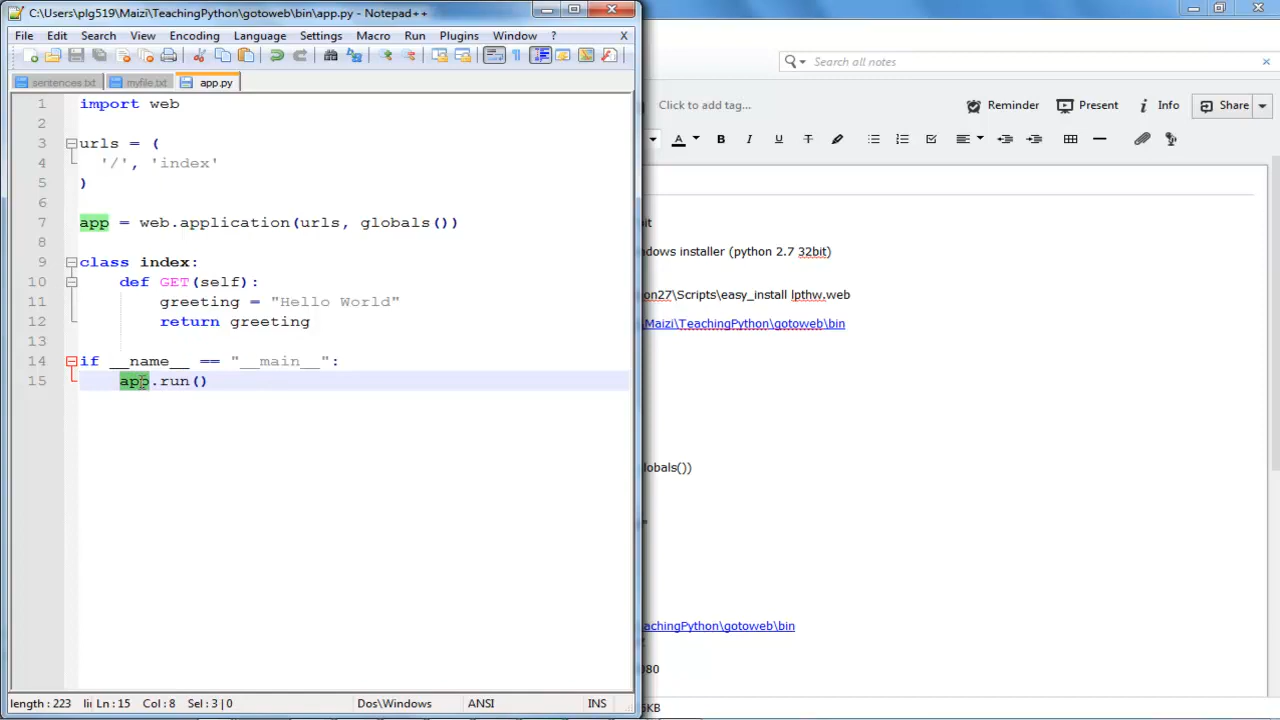 C:\Users\plg519\Maizi\TeachingPython\gotoweb\bin\app.py - Notepad++
File Edit Search View Encoding Language Settings Macro Run Plugins Window ? X
sentences.txt myfile.txt app.py
1 import web
2
3 urls = (
4 '/', 'index'
5 )
6
7 app = web.application(urls, globals())
8
9 class index:
10 def GET(self):
11 greeting = "Hello World"
12 return greeting
13
14 if __name__ == "__main__":
15 app.run()
length : 223 Ln : 15 Col : 8 Sel : 3 | 0 Dos\Windows ANSI INS
Search all notes
Click to add tag...
Reminder Present Info Share
A B I U T
indows installer (python 2.7 32bit)
on27\Scripts\easy_install lpthw.web
Maizi\TeachingPython\gotoweb\bin
lobals())
"
achingPython\gotoweb\bin
080
KB